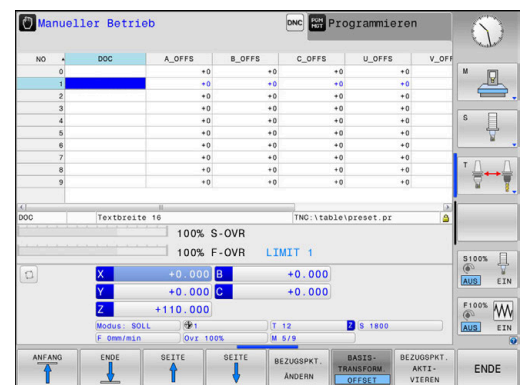 Manueller Betrieb
DNC
PGM MGT
Programmieren
NO DOC A_OFFS B_OFFS C_OFFS U_OFFS V_OFF
0 +0 +0 +0 +0
1 +0 +0 +0 +0
2 +0 +0 +0 +0
3 +0 +0 +0 +0
4 +0 +0 +0 +0
5 +0 +0 +0 +0
6 +0 +0 +0 +0
7 +0 +0 +0 +0
8 +0 +0 +0 +0
9 +0 +0 +0 +0
DOC Textbreite 16 TNC:\table\preset.pr
100% S-OVR
100% F-OVR LIMIT 1
X +0.000 B +0.000
Y +0.000 C +0.000
Z +110.000
Modus: SOLL 1 T 12 Z S 1800
F 0mm/min Ovr 100% M 5/9
M
S
T
S100%
AUS EIN
F100%
AUS EIN
ANFANG
ENDE
SEITE
SEITE
BEZUGSPKT.
ÄNDERN
BASIS-
TRANSFORM.
OFFSET
BEZUGSPKT.
AKTI-
VIEREN
ENDE